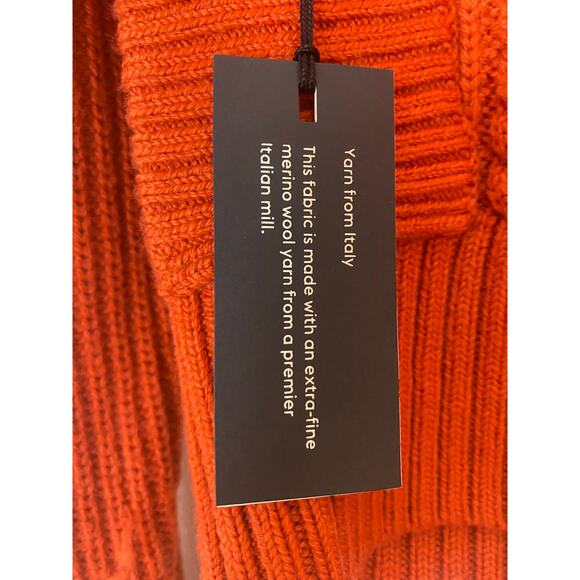 Yarn from Italy
This fabric is made with an extra-fine
merino wool yarn from a premier
Italian mill.